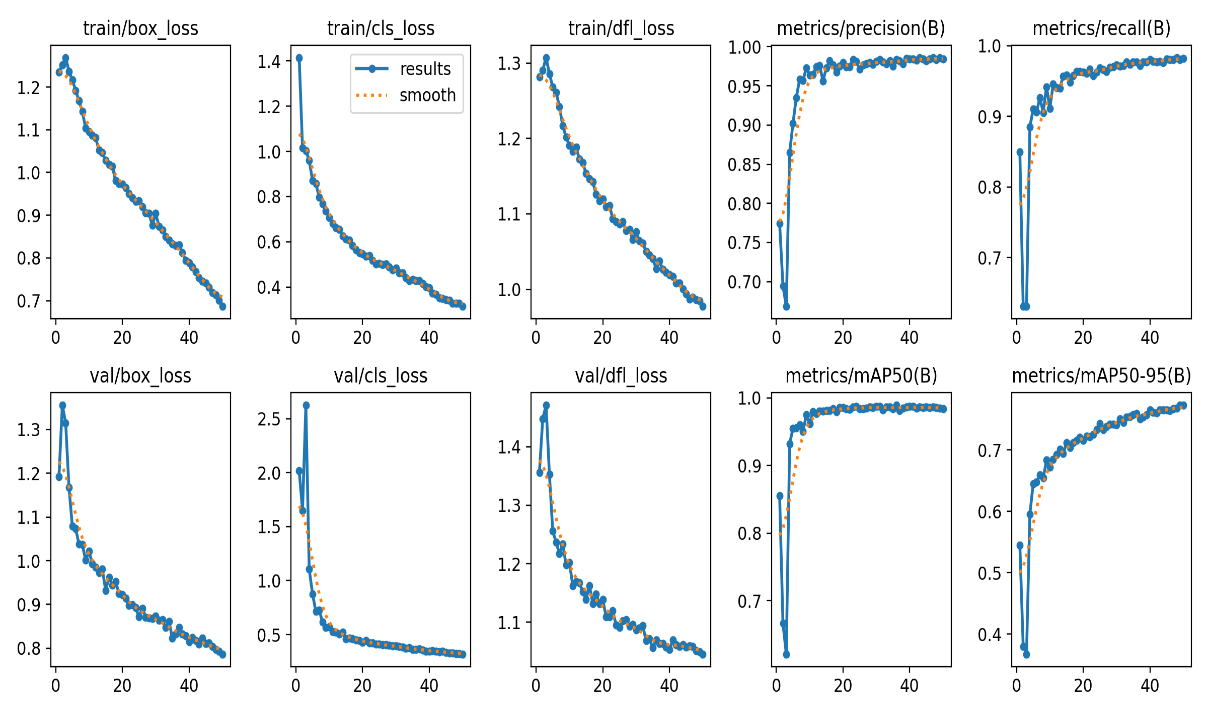 train/box_loss
train/cls_loss
train/dfl_loss
metrics/precision(B)
metrics/recall(B)
1.2
1.1
1.0
0.9
0.8
0.7
0 20 40
1.4
1.2
1.0
0.8
0.6
0.4
0 20 40
results
smooth
1.3
1.2
1.1
1.0
0 20 40
1.00
0.95
0.90
0.85
0.80
0.75
0.70
0 20 40
1.0
0.9
0.8
0.7
0 20 40
val/box_loss
val/cls_loss
val/dfl_loss
metrics/mAP50(B)
metrics/mAP50-95(B)
1.3
1.2
1.1
1.0
0.9
0.8
0 20 40
2.5
2.0
1.5
1.0
0.5
0 20 40
1.4
1.3
1.2
1.1
0 20 40
1.0
0.9
0.8
0.7
0 20 40
0.7
0.6
0.5
0.4
0 20 40